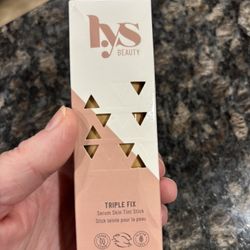 lys
BEAUTY
TRIPLE FIX
Serum Skin Tint Stick
Stick teinté pour la peau